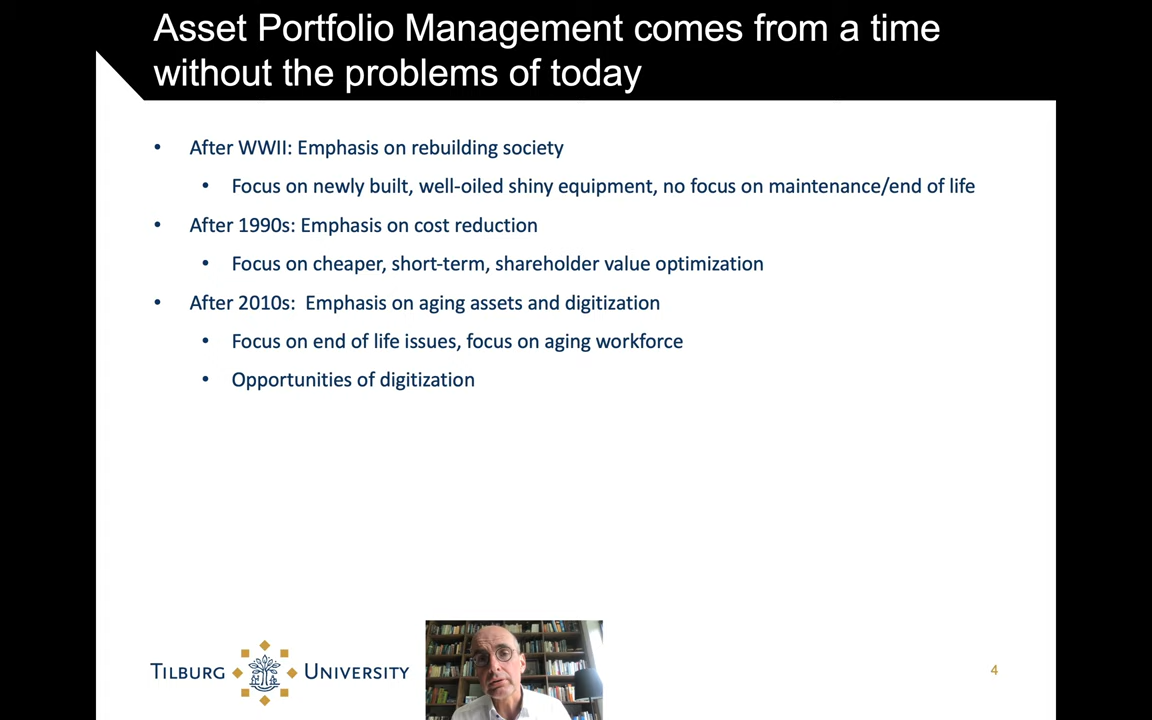 Asset Portfolio Management comes from a time
without the problems of today
• After WWII: Emphasis on rebuilding society
• Focus on newly built, well-oiled shiny equipment, no focus on maintenance/end of life
• After 1990s: Emphasis on cost reduction
• Focus on cheaper, short-term, shareholder value optimization
• After 2010s:  Emphasis on aging assets and digitization
• Focus on end of life issues, focus on aging workforce
• Opportunities of digitization
TILBURG UNIVERSITY
4